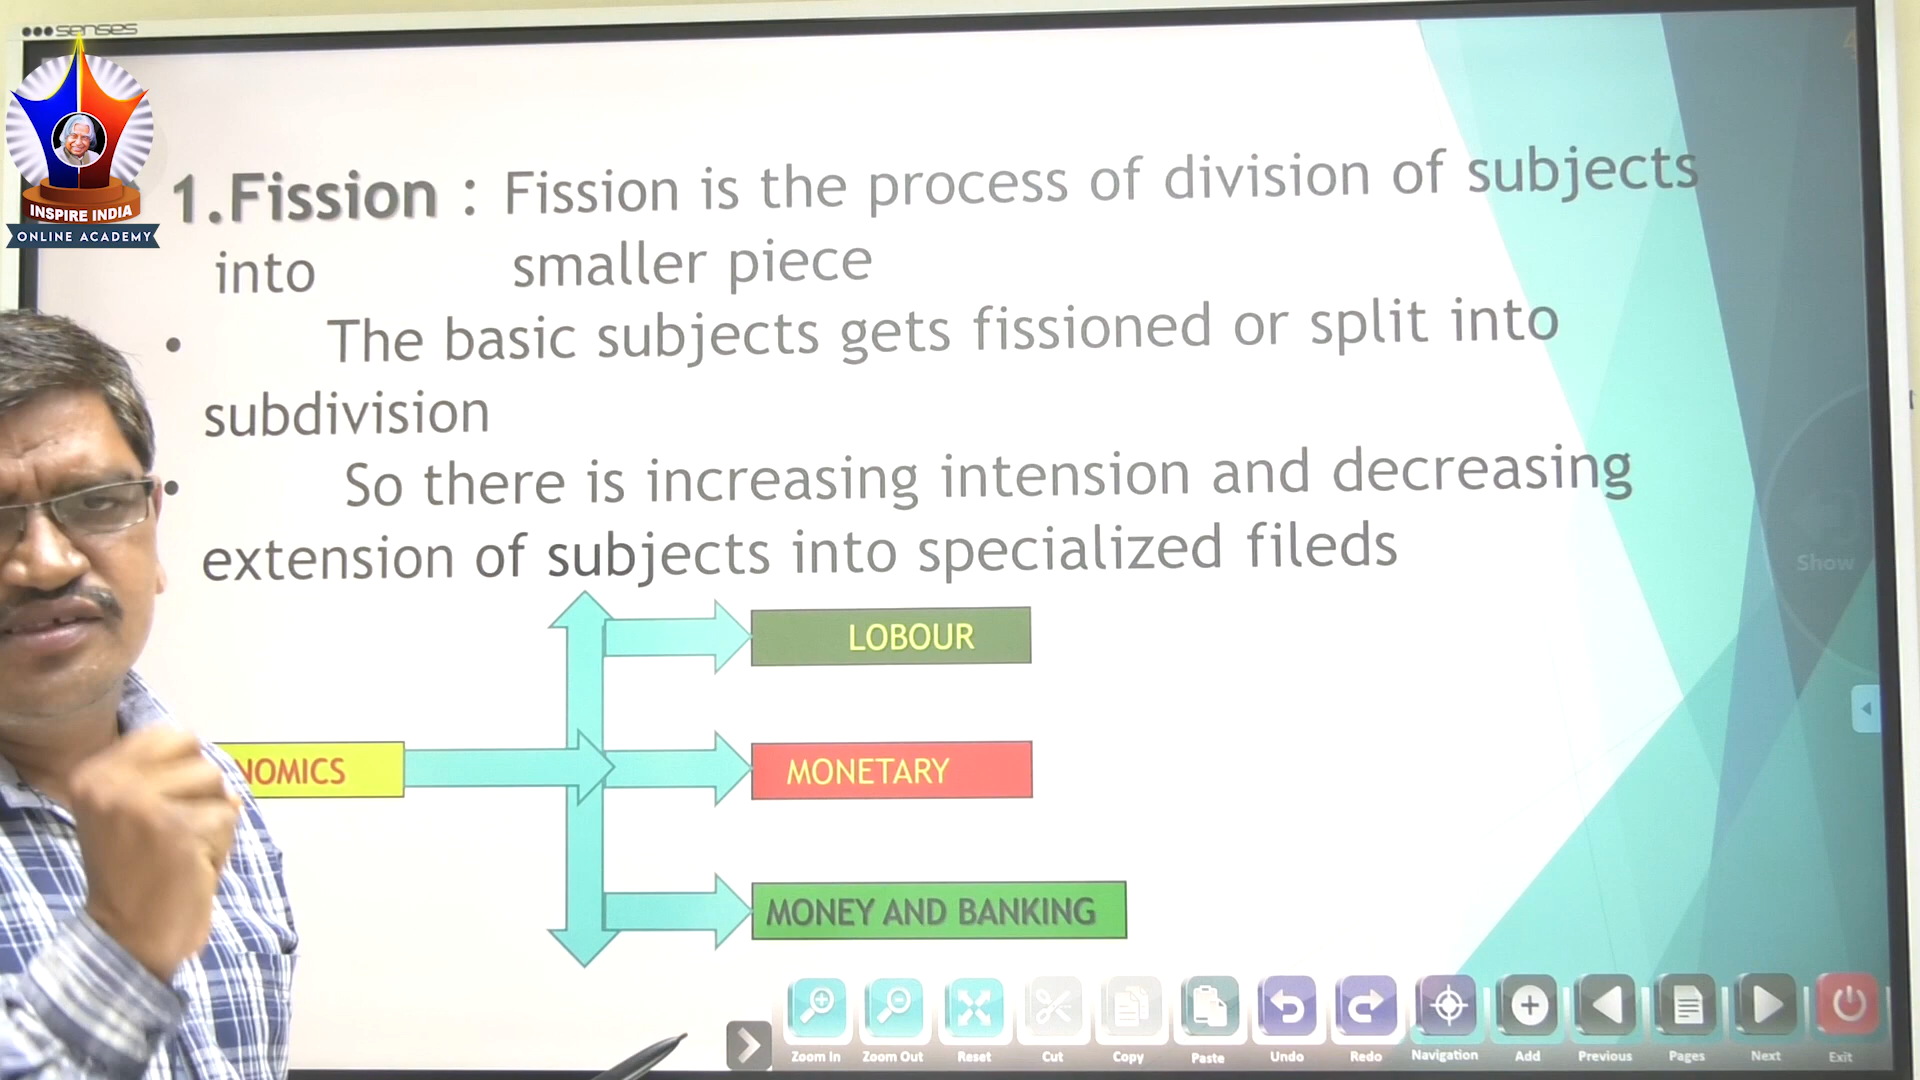 senses
INSPIRE INDIA
ONLINE ACADEMY
1.Fission : Fission is the process of division of subjects
into smaller piece
• The basic subjects gets fissioned or split into
subdivision
• So there is increasing intension and decreasing
extension of subjects into specialized fileds
Show
LOBOUR
NOMICS
MONETARY
MONEY AND BANKING
Zoom In Zoom Out Reset Cut Copy Paste Undo Redo Navigation Add Previous Pages Next Exit